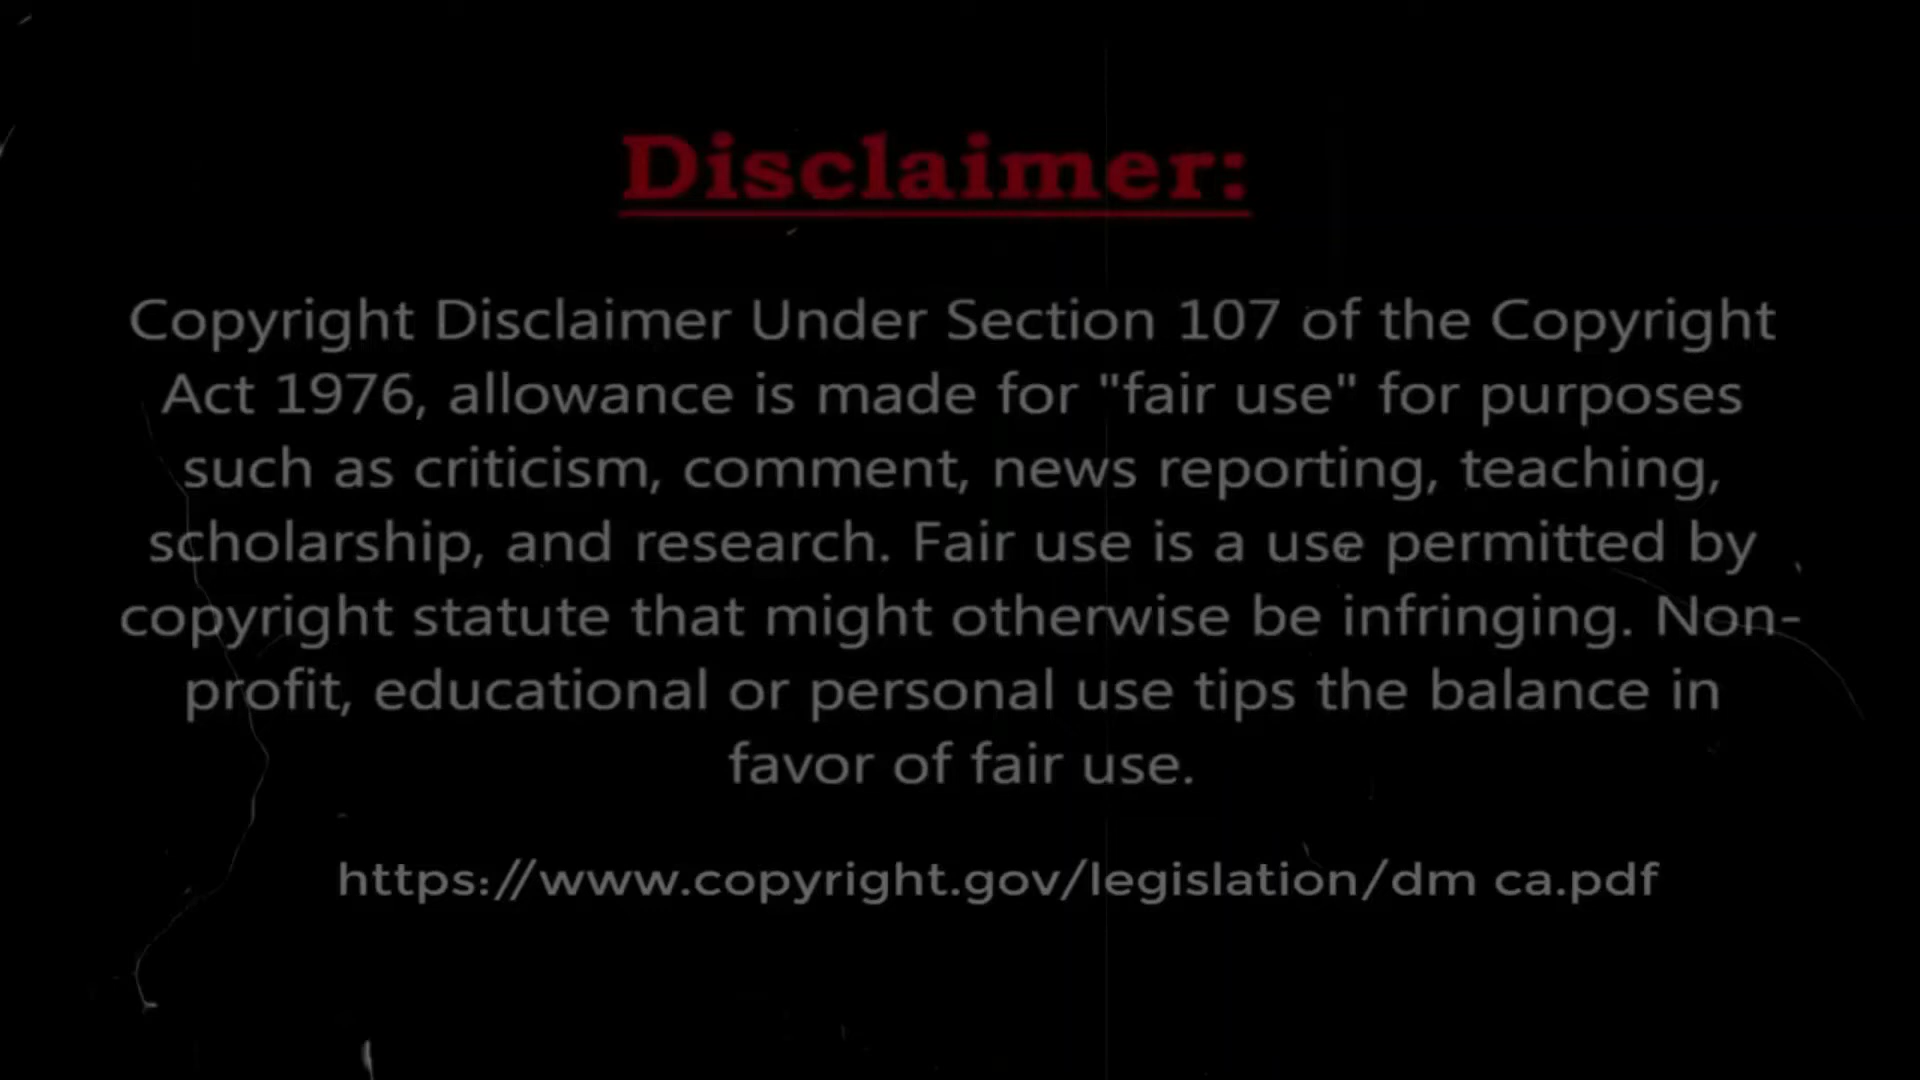 Disclaimer:
Copyright Disclaimer Under Section 107 of the Copyright
Act 1976, allowance is made for "fair use" for purposes
such as criticism, comment, news reporting, teaching,
scholarship, and research. Fair use is a use permitted by
copyright statute that might otherwise be infringing. Non-
profit, educational or personal use tips the balance in
favor of fair use.
https://www.copyright.gov/legislation/dm ca.pdf